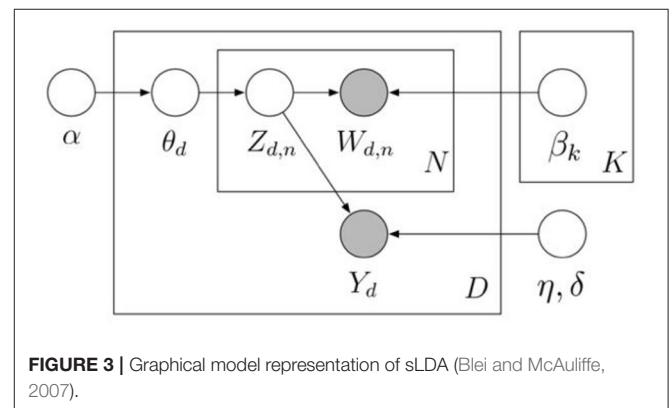 α
θ_d
Z_{d,n}
W_{d,n}
N
β_k
K
Y_d
D
η, δ
FIGURE 3 | Graphical model representation of sLDA (Blei and McAuliffe,
2007).